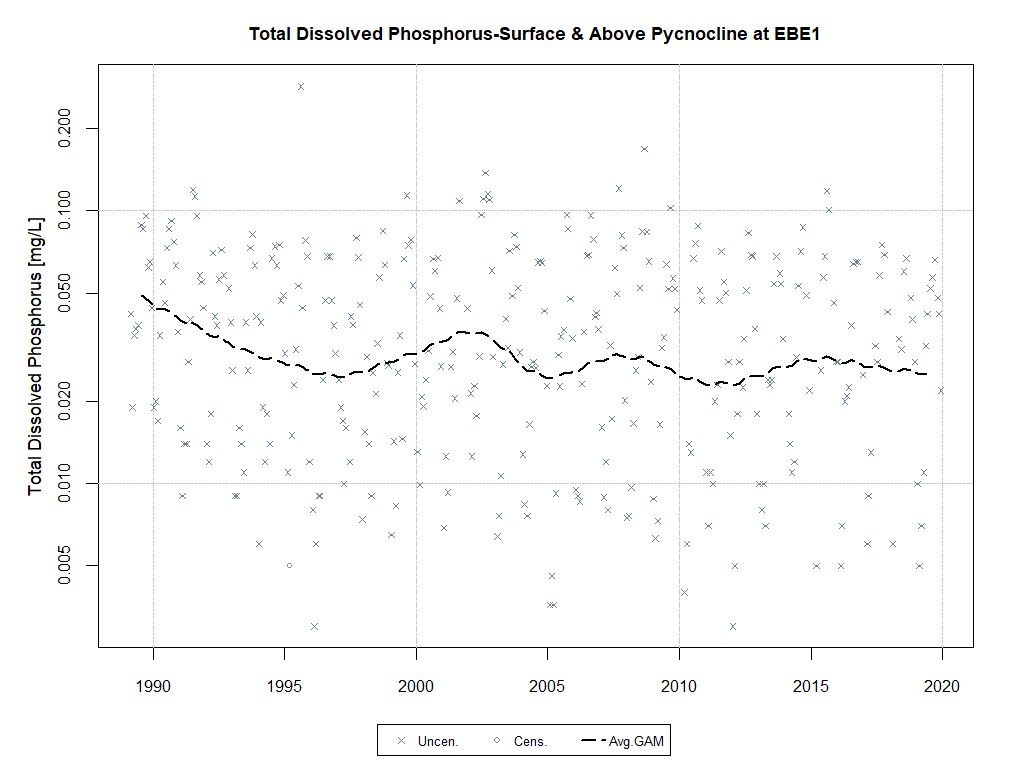 Total Dissolved Phosphorus-Surface & Above Pycnocline at EBE1
Total Dissolved Phosphorus [mg/L]
0.200
0.100
0.050
0.020
0.010
0.005
1990 1995 2000 2005 2010 2015 2020
Uncen. Cens. Avg.GAM